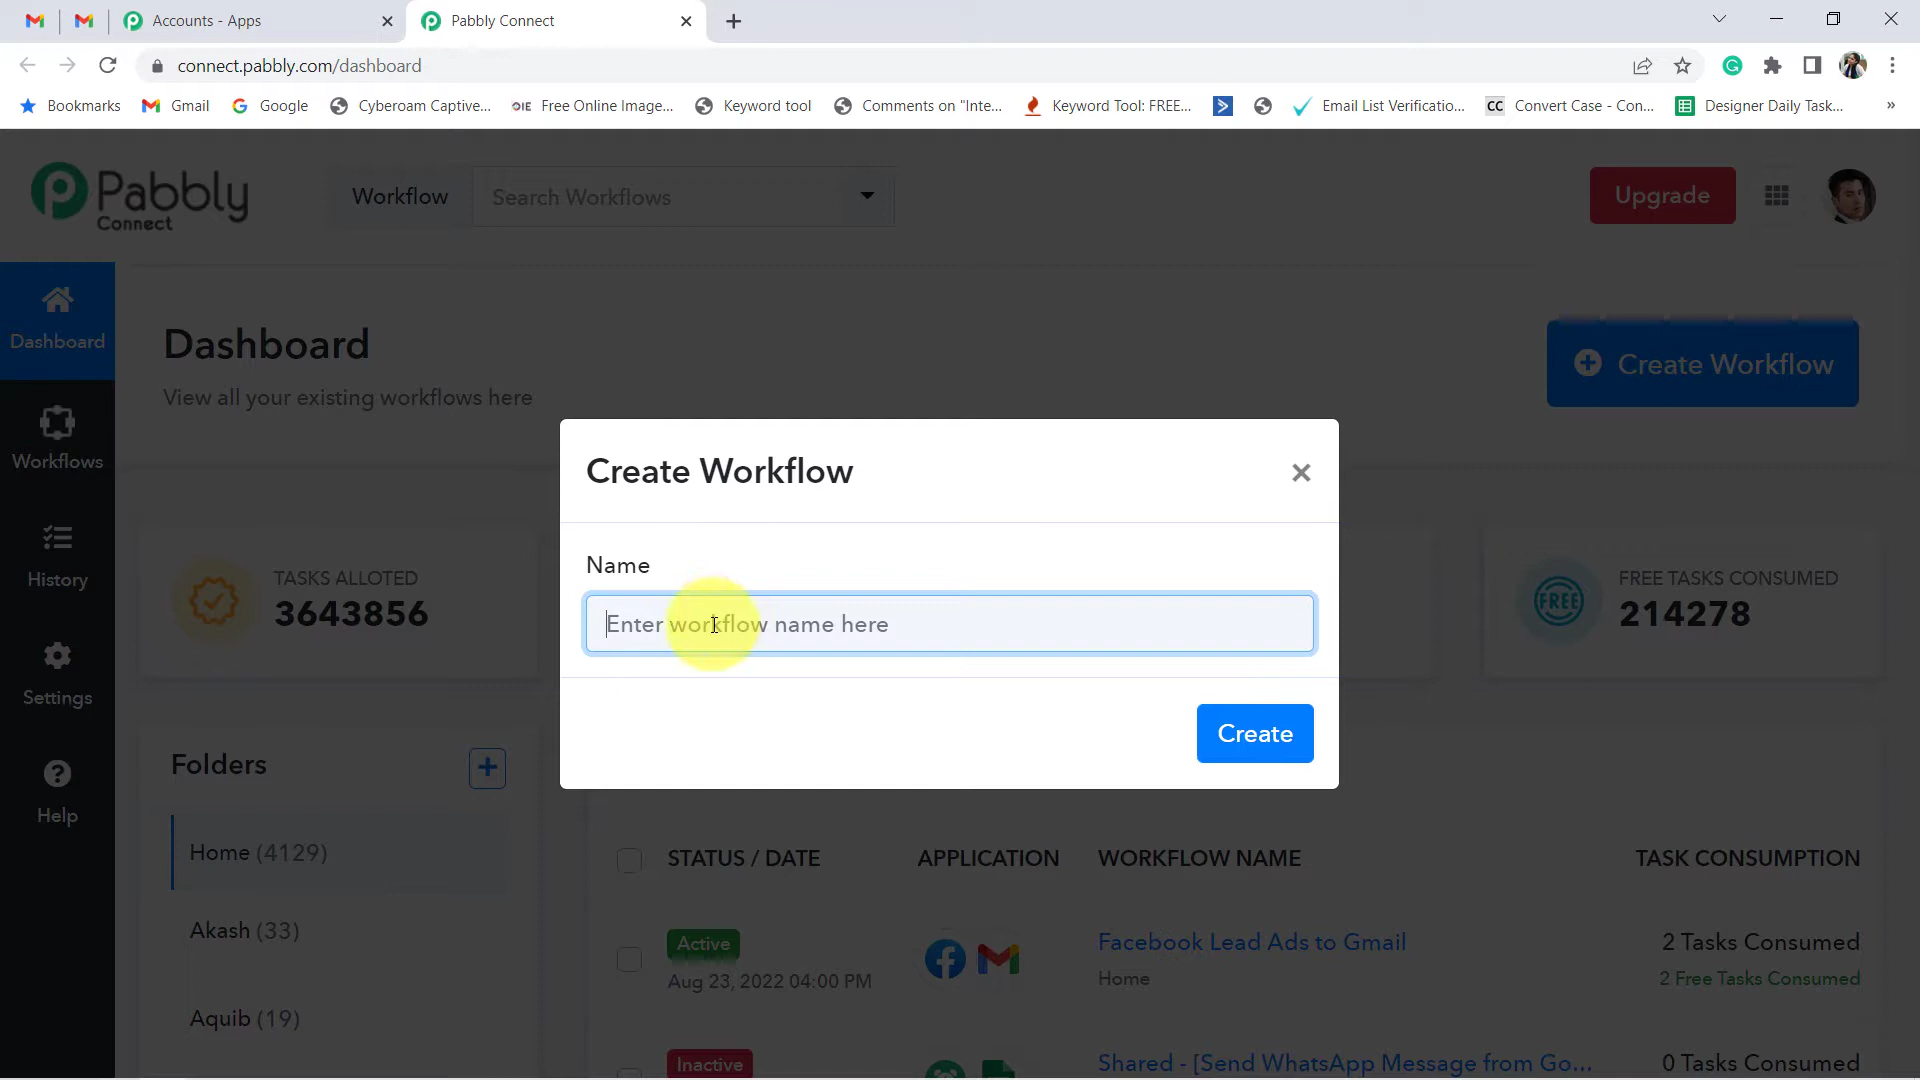 Accounts - Apps
Pabbly Connect
connect.pabbly.com/dashboard
Bookmarks
Gmail
Google
Cyberoam Captive...
OIE Free Online Image...
Keyword tool
Comments on "Inte...
Keyword Tool: FREE...
Email List Verificatio...
CC Convert Case - Con...
Designer Daily Task...
»
Pabbly
Connect
Workflow
Search Workflows
Upgrade
Dashboard
Workflows
History
Settings
Help
Dashboard
View all your existing workflows here
Create Workflow
Create Workflow
×
Name
Enter workflow name here
Create
TASKS ALLOTED
3643856
FREE
FREE TASKS CONSUMED
214278
Folders
+
Home (4129)
Akash (33)
Aquib (19)
STATUS / DATE
APPLICATION
WORKFLOW NAME
TASK CONSUMPTION
Active
Aug 23, 2022 04:00 PM
Facebook Lead Ads to Gmail
Home
2 Tasks Consumed
2 Free Tasks Consumed
Inactive
Shared - [Send WhatsApp Message from Go...
0 Tasks Consumed